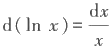 d( ln x) = dx/x